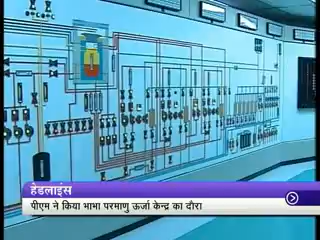 हेडलाइंस
पीएम ने किया भाभा परमाणु ऊर्जा केन्द्र का दौरा